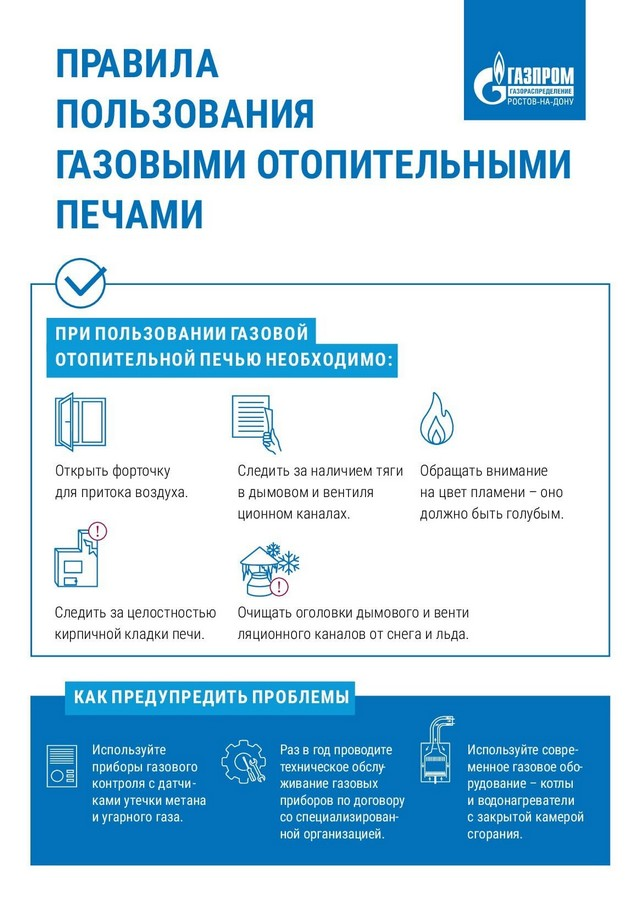 ПРАВИЛА
ПОЛЬЗОВАНИЯ
ГАЗОВЫМИ ОТОПИТЕЛЬНЫМИ
ПЕЧАМИ
ГАЗПРОМ
ГАЗОРАСПРЕДЕЛЕНИЕ
РОСТОВ-НА-ДОНУ
ПРИ ПОЛЬЗОВАНИИ ГАЗОВОЙ
ОТОПИТЕЛЬНОЙ ПЕЧЬЮ НЕОБХОДИМО:
Открыть форточку
для притока воздуха.
Следить за наличием тяги
в дымовом и вентиля
ционном каналах.
Обращать внимание
на цвет пламени – оно
должно быть голубым.
!
Следить за целостностью
кирпичной кладки печи.
!
Очищать оголовки дымового и венти
ляционного каналов от снега и льда.
КАК ПРЕДУПРЕДИТЬ ПРОБЛЕМЫ
Используйте
приборы газового
контроля с датчи-
ками утечки метана
и угарного газа.
Раз в год проводите
техническое обслу-
живание газовых
приборов по договору
со специализирован-
ной организацией.
Используйте совре-
менное газовое обо-
рудование – котлы
и водонагреватели
с закрытой камерой
сгорания.